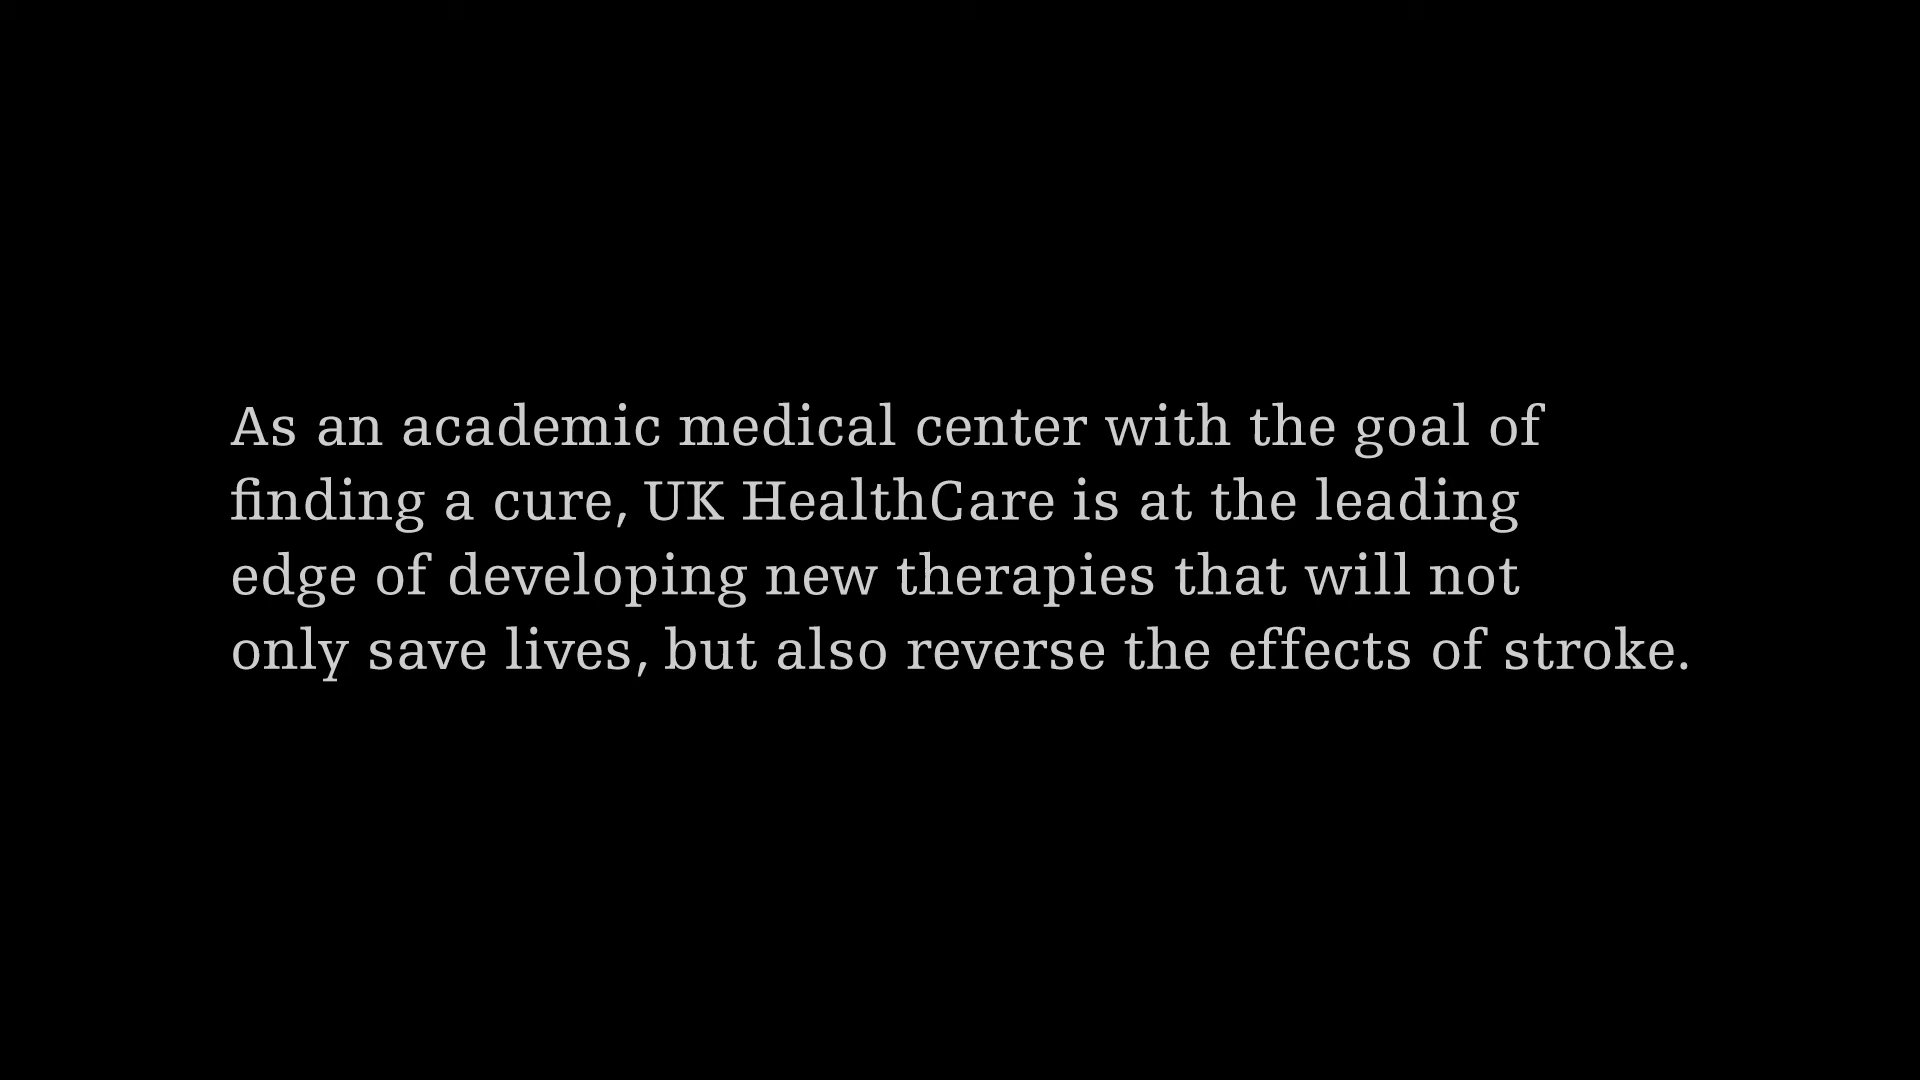 As an academic medical center with the goal of
finding a cure, UK HealthCare is at the leading
edge of developing new therapies that will not
only save lives, but also reverse the effects of stroke.